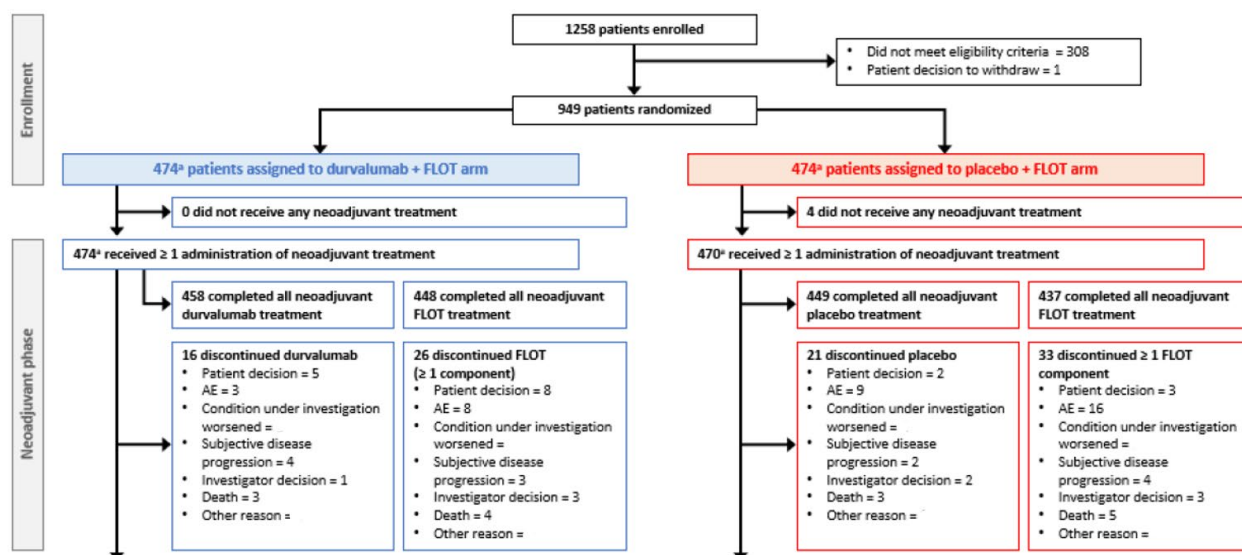 Enrollment
1258 patients enrolled
• Did not meet eligibility criteria = 308
• Patient decision to withdraw = 1
949 patients randomized
474ᵃ patients assigned to durvalumab + FLOT arm
474ᵃ patients assigned to placebo + FLOT arm
0 did not receive any neoadjuvant treatment
4 did not receive any neoadjuvant treatment
Neoadjuvant phase
474ᵃ received ≥ 1 administration of neoadjuvant treatment
470ᵃ received ≥ 1 administration of neoadjuvant treatment
458 completed all neoadjuvant
durvalumab treatment
448 completed all neoadjuvant
FLOT treatment
449 completed all neoadjuvant
placebo treatment
437 completed all neoadjuvant
FLOT treatment
16 discontinued durvalumab
• Patient decision = 5
• AE = 3
• Condition under investigation
worsened =
• Subjective disease
progression = 4
• Investigator decision = 1
• Death = 3
• Other reason =
26 discontinued FLOT
(≥ 1 component)
• Patient decision = 8
• AE = 8
• Condition under investigation
worsened =
• Subjective disease
progression = 3
• Investigator decision = 3
• Death = 4
• Other reason =
21 discontinued placebo
• Patient decision = 2
• AE = 9
• Condition under investigation
worsened =
• Subjective disease
progression = 2
• Investigator decision = 2
• Death = 3
• Other reason =
33 discontinued ≥ 1 FLOT
component
• Patient decision = 3
• AE = 16
• Condition under investigation
worsened =
• Subjective disease
progression = 4
• Investigator decision = 3
• Death = 5
• Other reason =